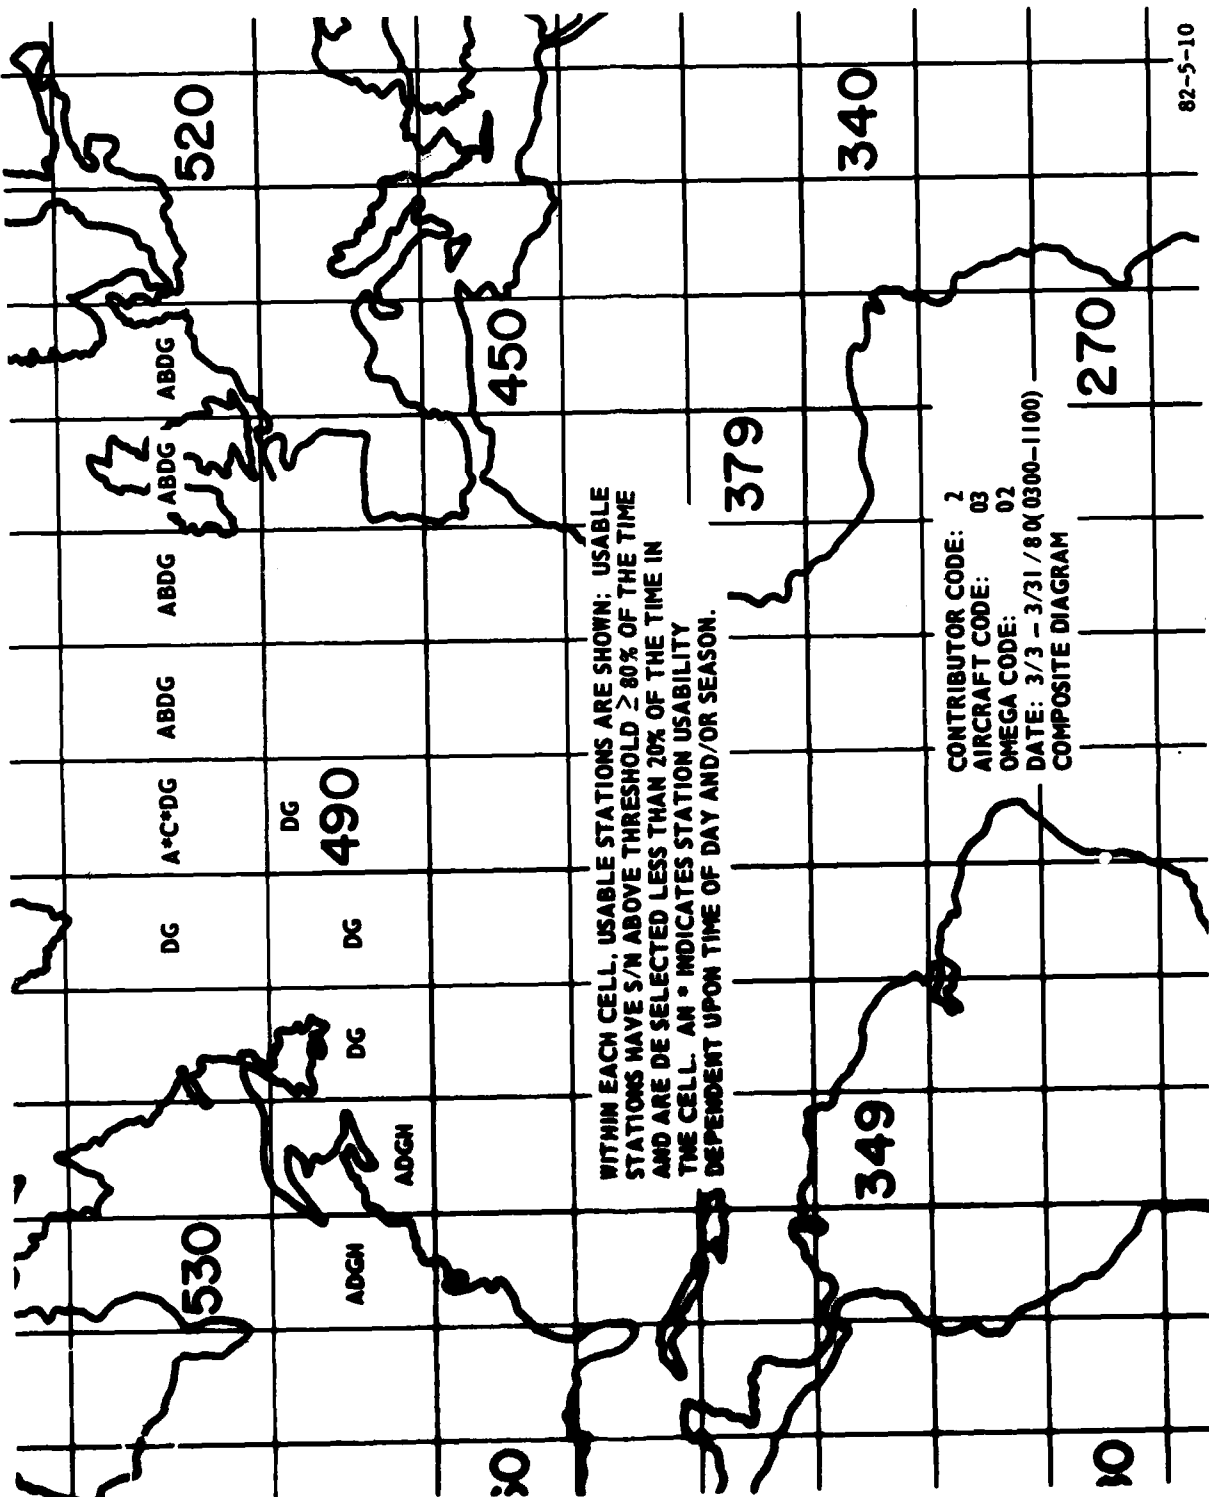 530 DG A*C*DG ABDG ABDG ABDG ABDG 520
DG
ADGH DG DG 490
ADGH
450
WITHIN EACH CELL, USABLE STATIONS ARE SHOWN; USABLE
STATIONS HAVE S/N ABOVE THRESHOLD ≥ 80% OF THE TIME
AND ARE DE SELECTED LESS THAN 20% OF THE TIME IN
THE CELL. AN * INDICATES STATION USABILITY
DEPENDENT UPON TIME OF DAY AND/OR SEASON.
379
349 340
CONTRIBUTOR CODE: 2
AIRCRAFT CODE: 03
OMEGA CODE: 02
DATE: 3/3 – 3/31/80(0300–1100)
COMPOSITE DIAGRAM
270
82-5-10